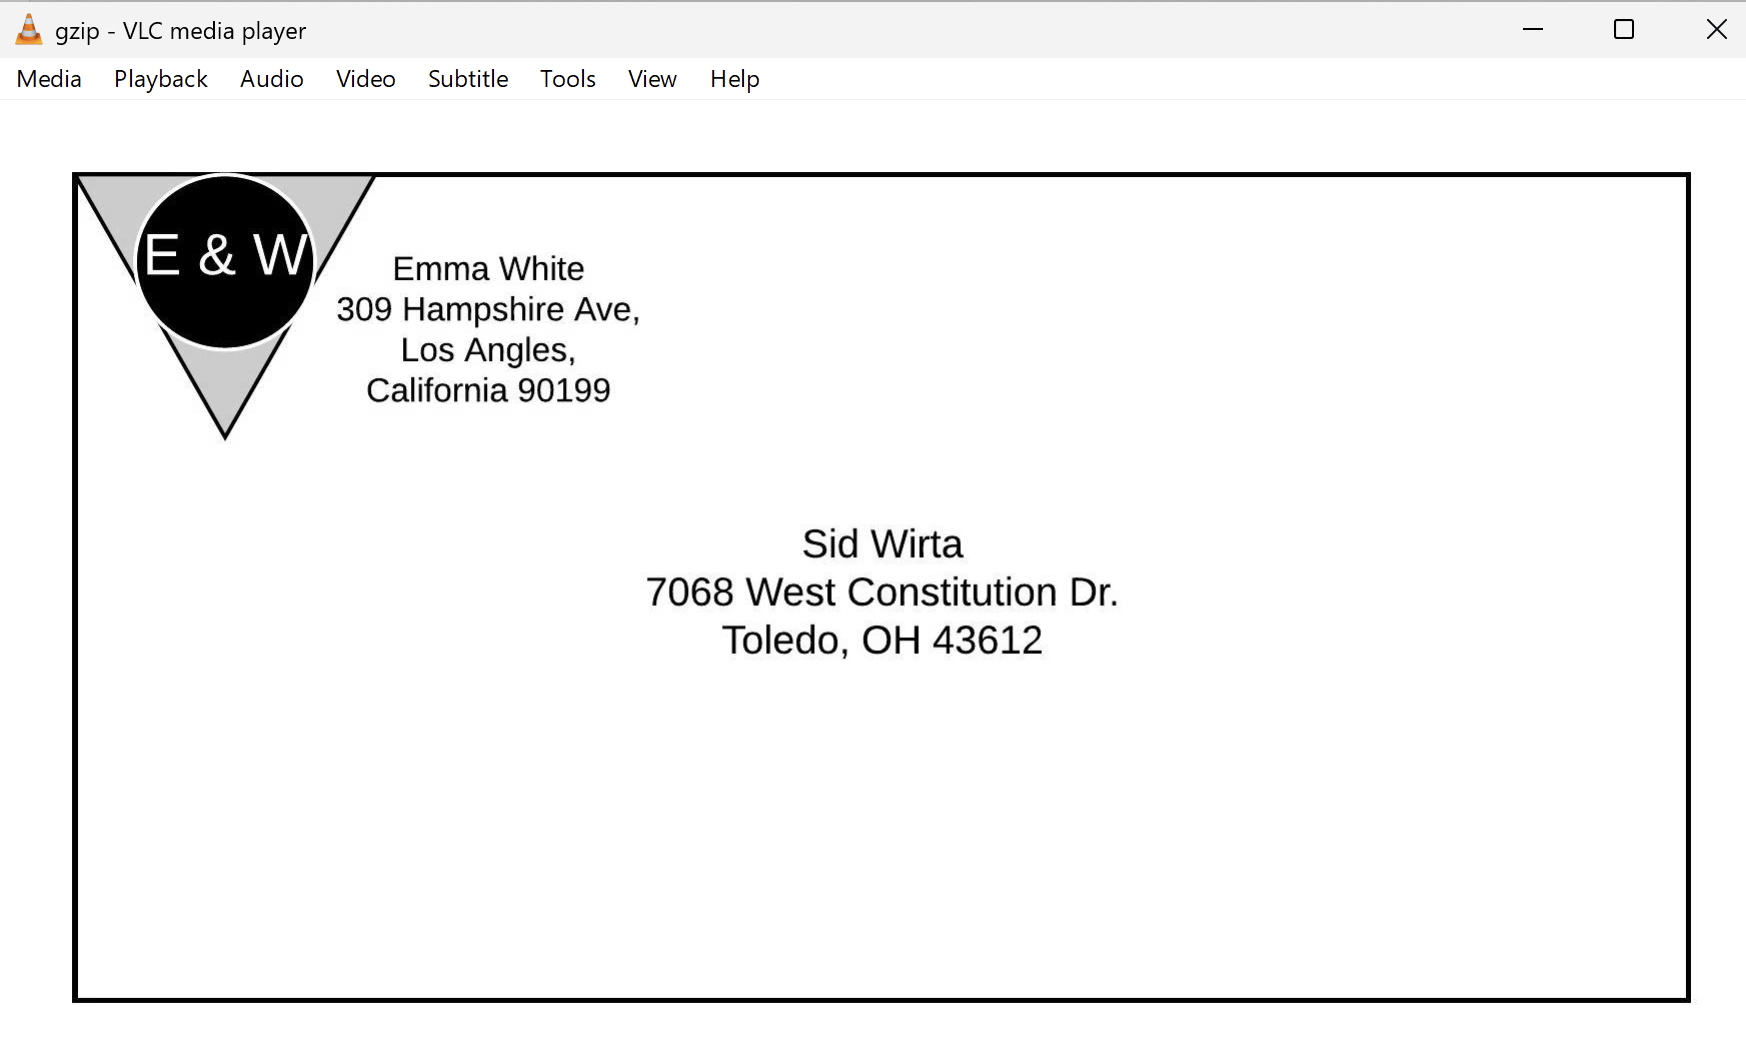 gzip - VLC media player
Media Playback Audio Video Subtitle Tools View Help
E & W
Emma White
309 Hampshire Ave,
Los Angles,
California 90199
Sid Wirta
7068 West Constitution Dr.
Toledo, OH 43612